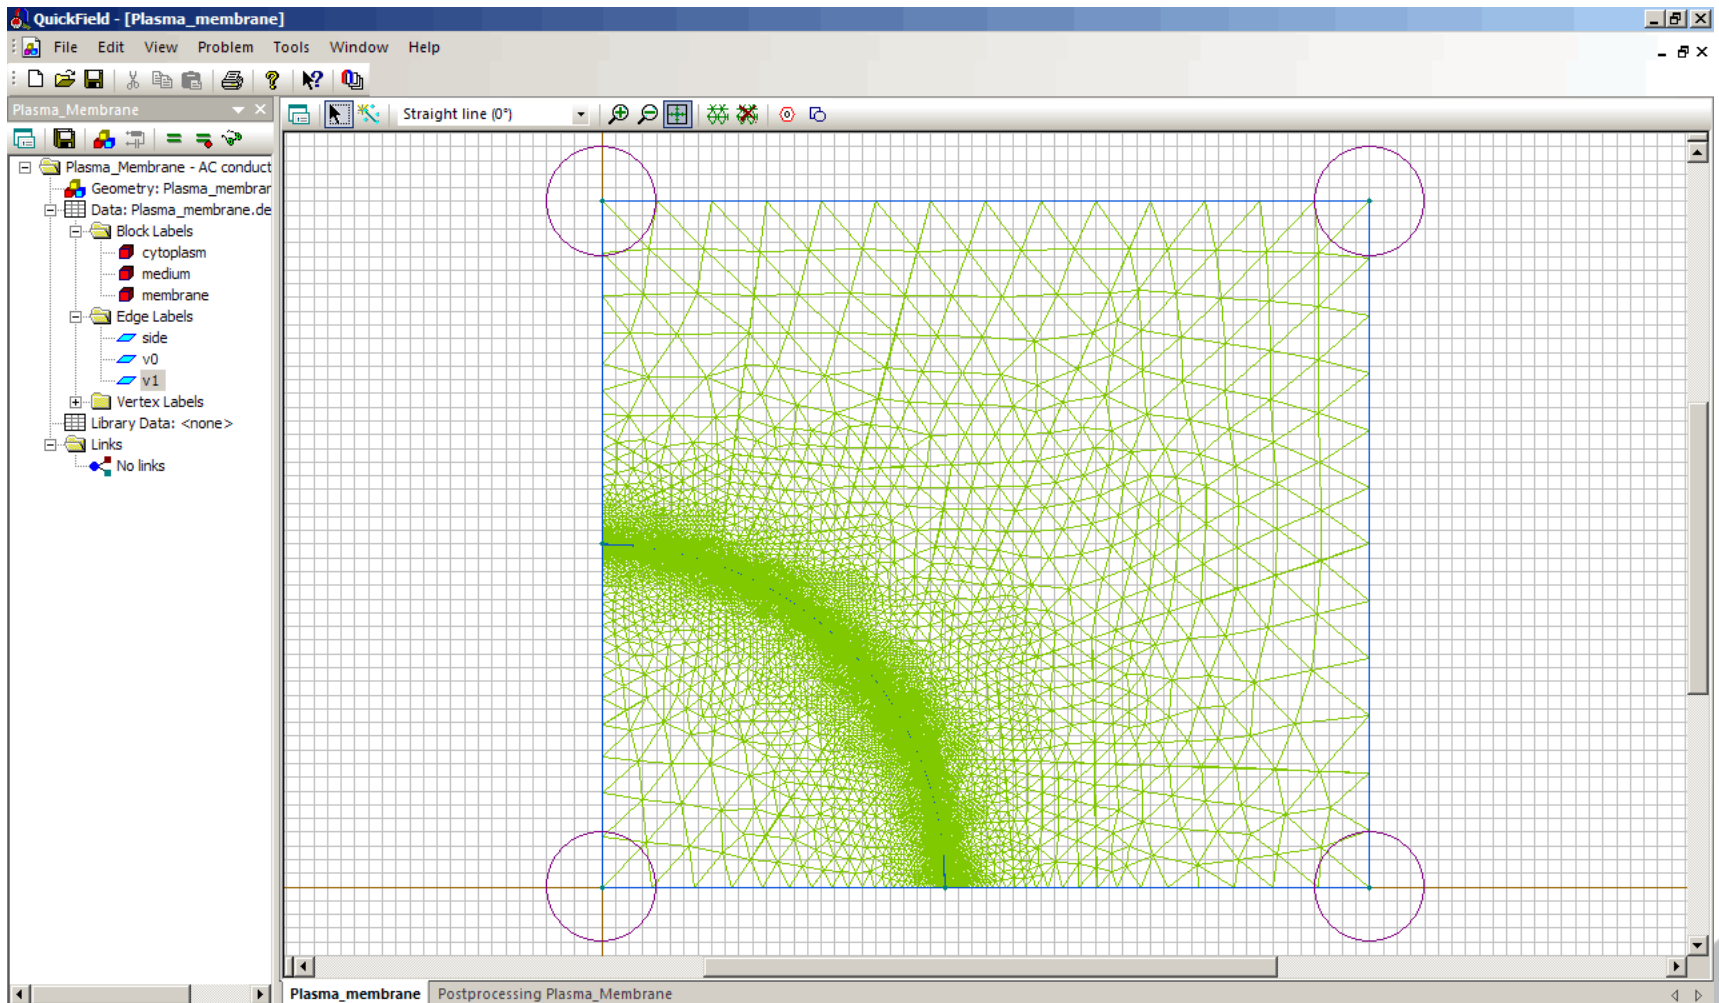 QuickField - [Plasma_membrane]
File Edit View Problem Tools Window Help
Plasma_Membrane
Straight line (0°)
Plasma_Membrane - AC conduct
Geometry: Plasma_membrar
Data: Plasma_membrane.de
Block Labels
cytoplasm
medium
membrane
Edge Labels
side
v0
v1
Vertex Labels
Library Data: <none>
Links
No links
Plasma_membrane Postprocessing Plasma_Membrane